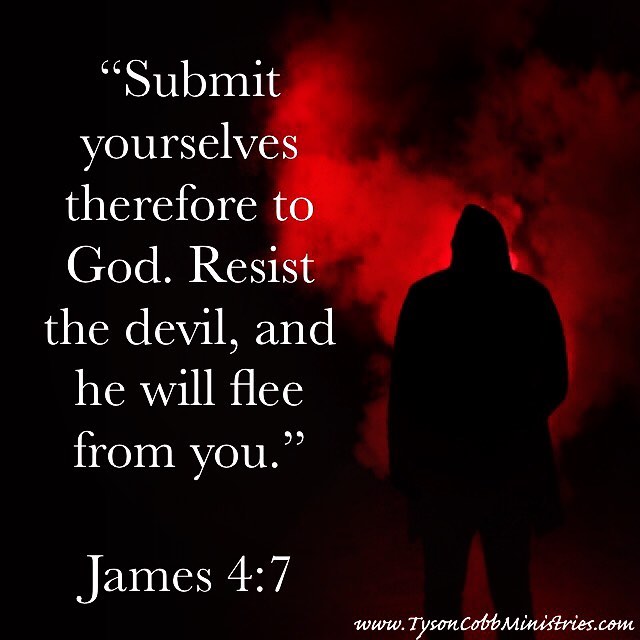 “Submit
yourselves
therefore to
God. Resist
the devil, and
he will flee
from you.”
James 4:7
www.TysonCobbMinistries.com